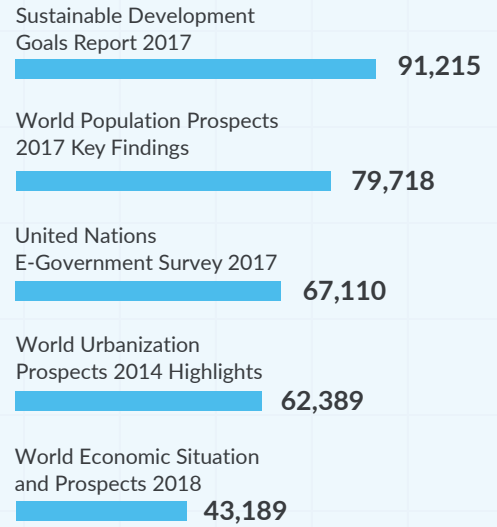 Sustainable Development
Goals Report 2017
91,215
World Population Prospects
2017 Key Findings
79,718
United Nations
E-Government Survey 2017
67,110
World Urbanization
Prospects 2014 Highlights
62,389
World Economic Situation
and Prospects 2018
43,189